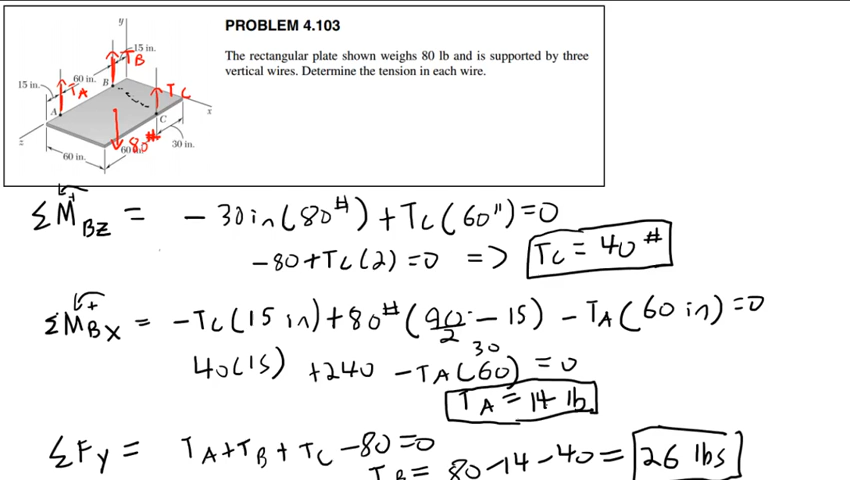 PROBLEM 4.103
The rectangular plate shown weighs 80 lb and is supported by three
vertical wires. Determine the tension in each wire.
y
15 in.
TB
60 in.
B
15 in.
TA
TC
A
x
C
80#
z
60 in.
60 in.
30 in.
ΣM BZ = - 30in(80#) + TC(60") = 0
-80+TC(2) = 0 => TC = 40#
ΣM BX = -TC(15 in) + 80#(90/2 - 15) - TA(60 in) = 0
30
40(15) +240 - TA(60) = 0
TA = 14 lb
ΣFy = TA+TB+TC-80=0
TB = 80-14-40 = 26 lbs